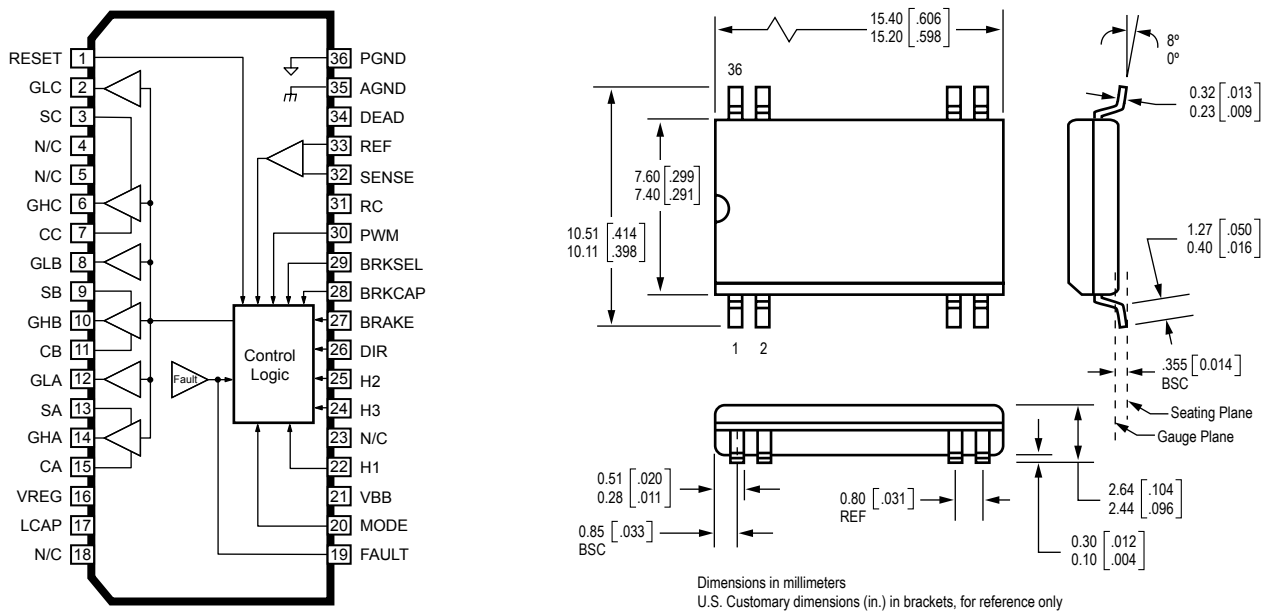 RESET 1
GLC 2
SC 3
N/C 4
N/C 5
GHC 6
CC 7
GLB 8
SB 9
GHB 10
CB 11
GLA 12
SA 13
GHA 14
CA 15
VREG 16
LCAP 17
N/C 18
Fault
Control
Logic
36 PGND
35 AGND
34 DEAD
33 REF
32 SENSE
31 RC
30 PWM
29 BRKSEL
28 BRKCAP
27 BRAKE
26 DIR
25 H2
24 H3
23 N/C
22 H1
21 VBB
20 MODE
19 FAULT
15.40 [.606
15.20 .598]
36
7.60 [.299
7.40 .291]
10.51 [.414
10.11 .398]
1 2
8º
0º
0.32 [.013
0.23 .009]
1.27 [.050
0.40 .016]
.355 [0.014]
BSC
Seating Plane
Gauge Plane
0.51 [.020
0.28 .011]
0.85 [.033]
BSC
0.80 [.031]
REF
2.64 [.104
2.44 .096]
0.30 [.012
0.10 .004]
Dimensions in millimeters
U.S. Customary dimensions (in.) in brackets, for reference only